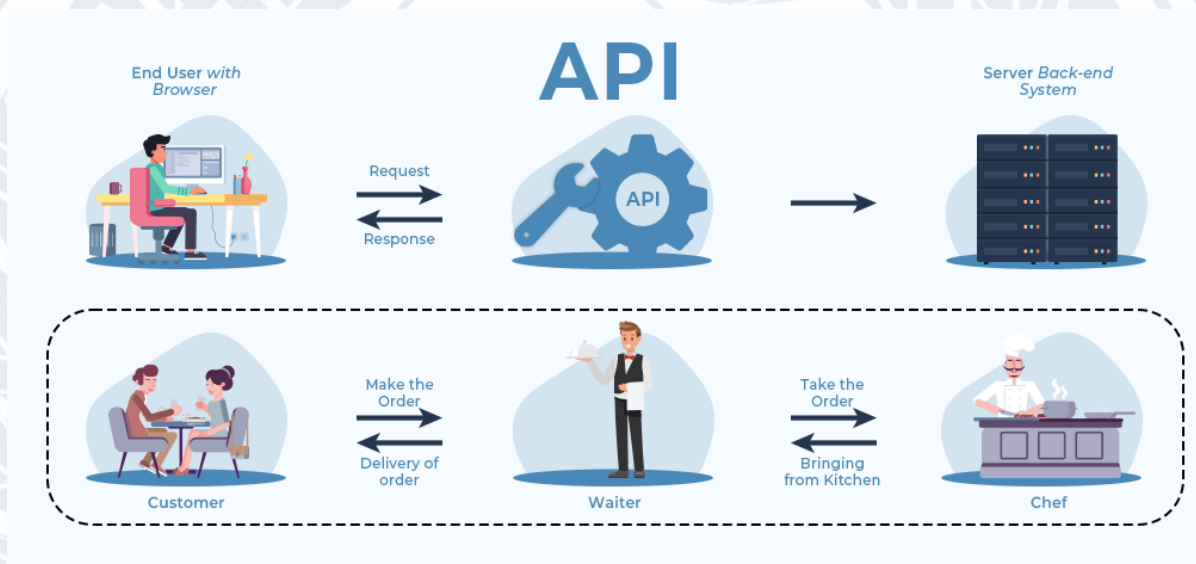 API
End User with
Browser
Server Back-end
System
Request
API
Response
Make the
Order
Take the
Order
Delivery of
order
Bringing
from Kitchen
Customer
Waiter
Chef